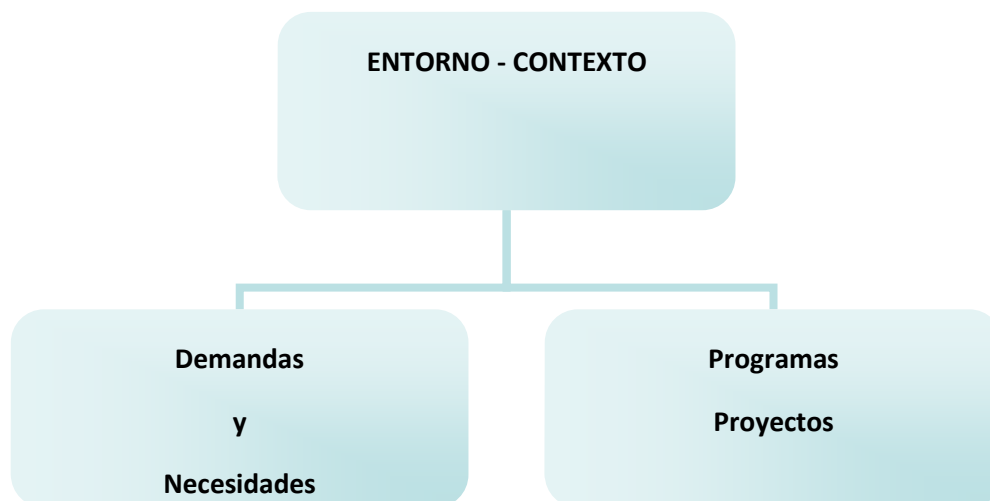 ENTORNO - CONTEXTO
Demandas
y
Necesidades
Programas
Proyectos